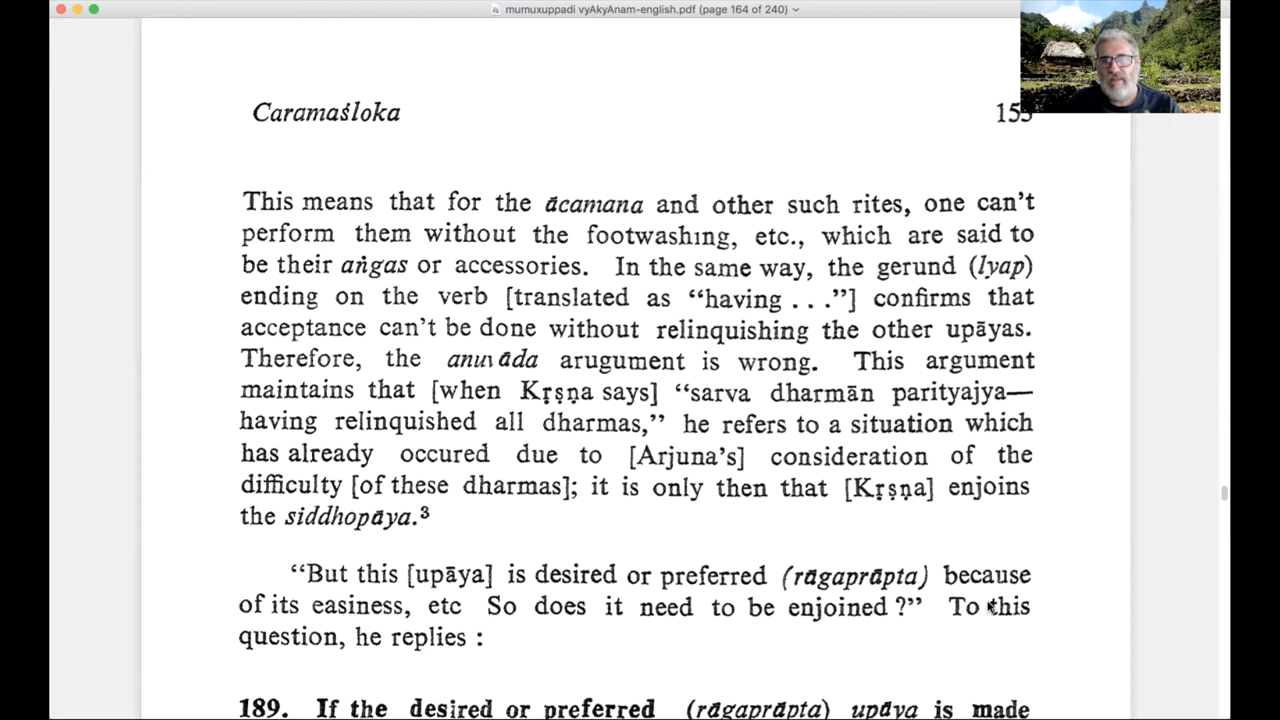 mumuxuppadi vyAkyAnam-english.pdf (page 164 of 240)
Caramaśloka 155
This means that for the ācamana and other such rites, one can't
perform them without the footwashıng, etc., which are said to
be their aṅgas or accessories. In the same way, the gerund (lyap)
ending on the verb [translated as “having . . .”] confirms that
acceptance can't be done without relinquishing the other upāyas.
Therefore, the anuvāda arugument is wrong. This argument
maintains that [when Kṛṣṇa says] “sarva dharmān parityajya—
having relinquished all dharmas,” he refers to a situation which
has already occured due to [Arjuna's] consideration of the
difficulty [of these dharmas]; it is only then that [Kṛṣṇa] enjoins
the siddhopāya.³
“But this [upāya] is desired or preferred (rāgaprāpta) because
of its easiness, etc So does it need to be enjoined ?” To this
question, he replies :
189. If the desired or preferred (rāgaprāpta) upāya is made